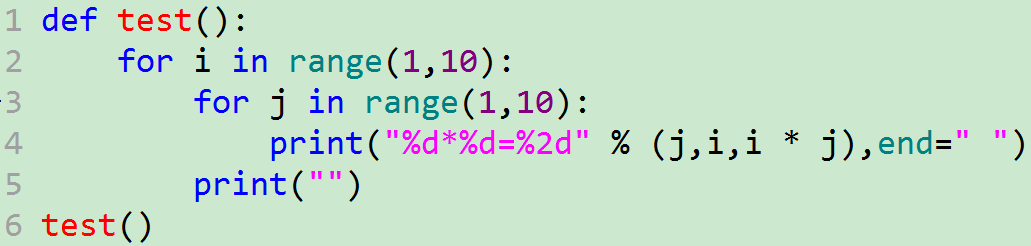 1 def test():
2     for i in range(1,10):
3         for j in range(1,10):
4             print("%d*%d=%2d" % (j,i,i * j),end=" ")
5         print("")
6 test()